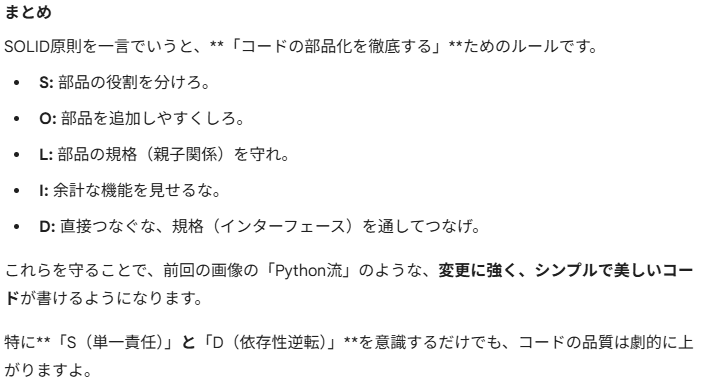 まとめ
SOLID原則を一言でいうと、**「コードの部品化を徹底する」**ためのルールです。
• S: 部品の役割を分けろ。
• O: 部品を追加しやすくしろ。
• L: 部品の規格（親子関係）を守れ。
• I: 余計な機能を見せるな。
• D: 直接つなぐな、規格（インターフェース）を通してつなげ。
これらを守ることで、前回の画像の「Python流」のような、変更に強く、シンプルで美しいコー
ドが書けるようになります。
特に**「S（単一責任）」と「D（依存性逆転）」**を意識するだけでも、コードの品質は劇的に上
がりますよ。